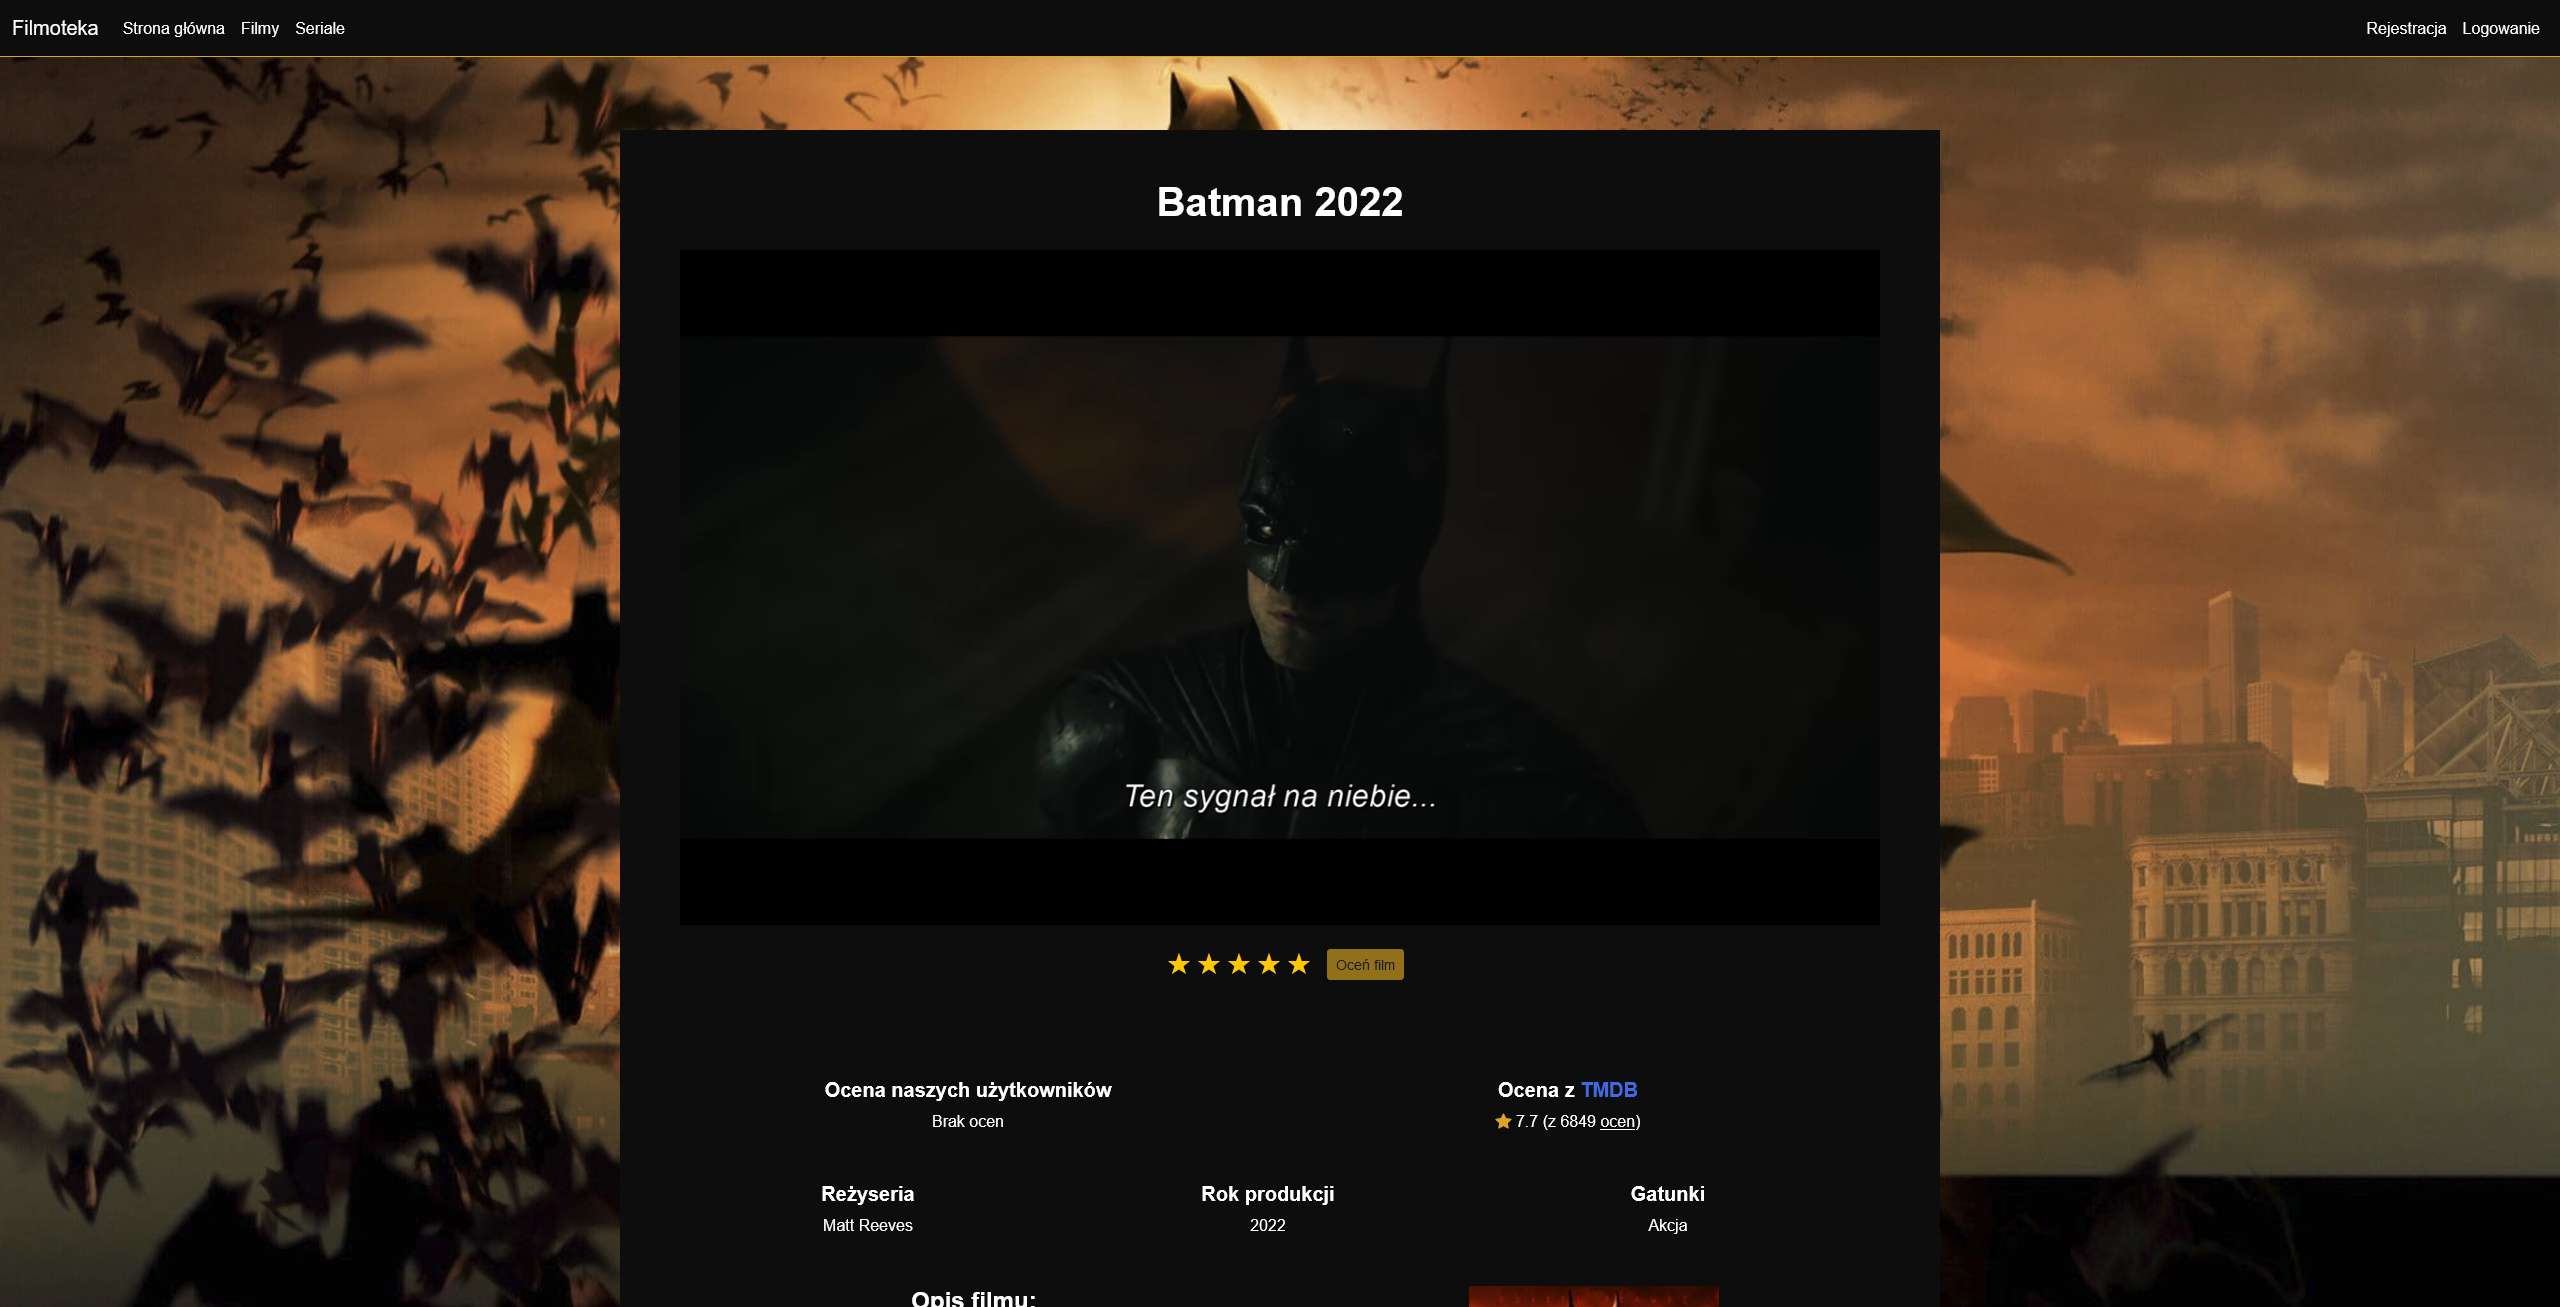 Filmoteka Strona główna Filmy Seriale Rejestracja Logowanie
Batman 2022
Ten sygnał na niebie...
Oceń film
Ocena naszych użytkowników
Brak ocen
Ocena z TMDB
7.7 (z 6849 ocen)
Reżyseria
Matt Reeves
Rok produkcji
2022
Gatunki
Akcja
Opis filmu: